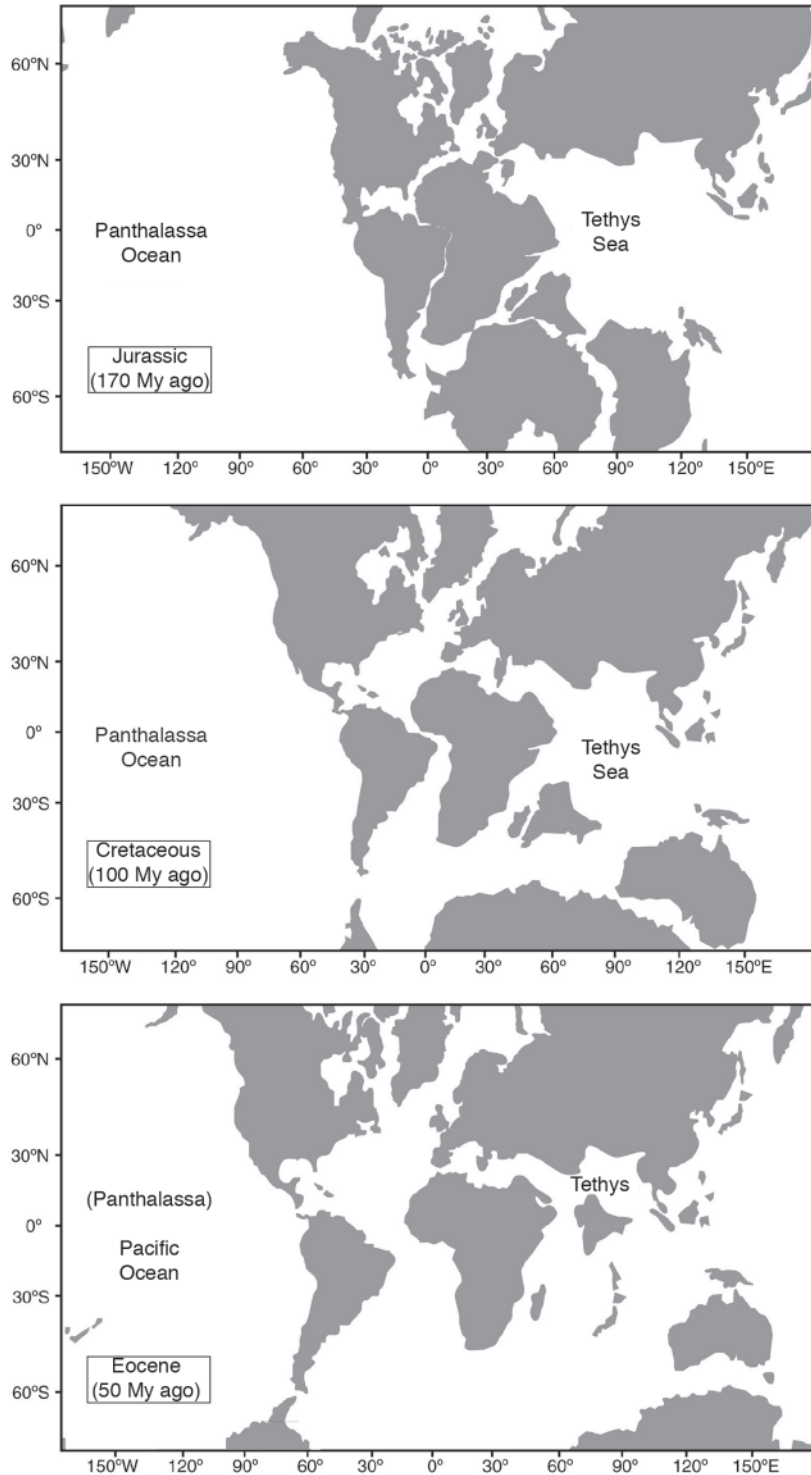 60ºN
30ºN
0º
30ºS
60ºS
Panthalassa
Ocean
Tethys
Sea
Jurassic
(170 My ago)
150ºW 120º 90º 60º 30º 0º 30º 60º 90º 120º 150ºE
60ºN
30ºN
0º
30ºS
60ºS
Panthalassa
Ocean
Tethys
Sea
Cretaceous
(100 My ago)
150ºW 120º 90º 60º 30º 0º 30º 60º 90º 120º 150ºE
60ºN
30ºN
0º
30ºS
60ºS
(Panthalassa)
Pacific
Ocean
Tethys
Eocene
(50 My ago)
150ºW 120º 90º 60º 30º 0º 30º 60º 90º 120º 150ºE